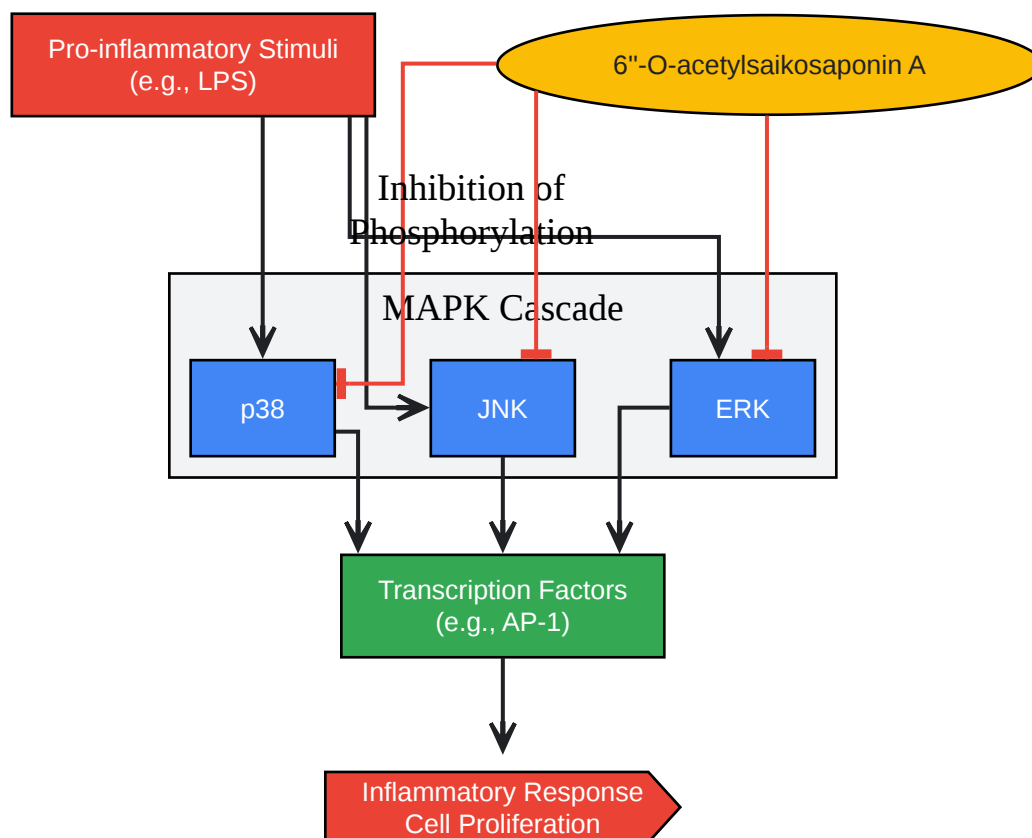 Pro-inflammatory Stimuli
(e.g., LPS)
6"-O-acetylsaikosaponin A
Inhibition of
Phosphorylation
MAPK Cascade
p38
JNK
ERK
Transcription Factors
(e.g., AP-1)
Inflammatory Response
Cell Proliferation